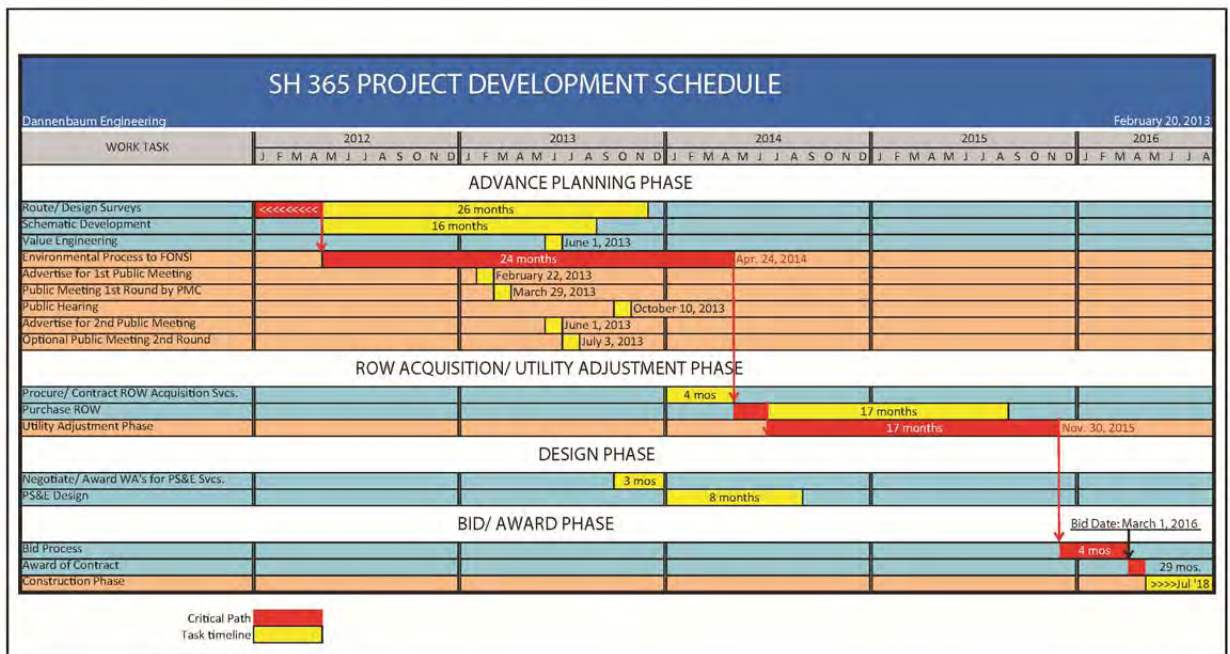 SH 365 PROJECT DEVELOPMENT SCHEDULE
Dannenbaum Engineering February 20, 2013
WORK TASK 2012 2013 2014 2015 2016
J F M A M J J A S O N D J F M A M J J A S O N D J F M A M J J A S O N D J F M A M J J A S O N D J F M A M J J A
ADVANCE PLANNING PHASE
Route/ Design Surveys <<<<<<<<< 26 months
Schematic Development 16 months
Value Engineering June 1, 2013
Environmental Process to FONSI 24 months Apr. 24, 2014
Advertise for 1st Public Meeting February 22, 2013
Public Meeting 1st Round by PMC March 29, 2013
Public Hearing October 10, 2013
Advertise for 2nd Public Meeting June 1, 2013
Optional Public Meeting 2nd Round July 3, 2013
ROW ACQUISITION/ UTILITY ADJUSTMENT PHASE
Procure/ Contract ROW Acquisition Svcs. 4 mos
Purchase ROW 17 months
Utility Adjustment Phase 17 months Nov. 30, 2015
DESIGN PHASE
Negotiate/ Award WA's for PS&E Svcs. 3 mos
PS&E Design 8 months
BID/ AWARD PHASE
Bid Date: March 1, 2016
Bid Process 4 mos
Award of Contract 29 mos.
Construction Phase >>>>Jul '18
Critical Path
Task timeline